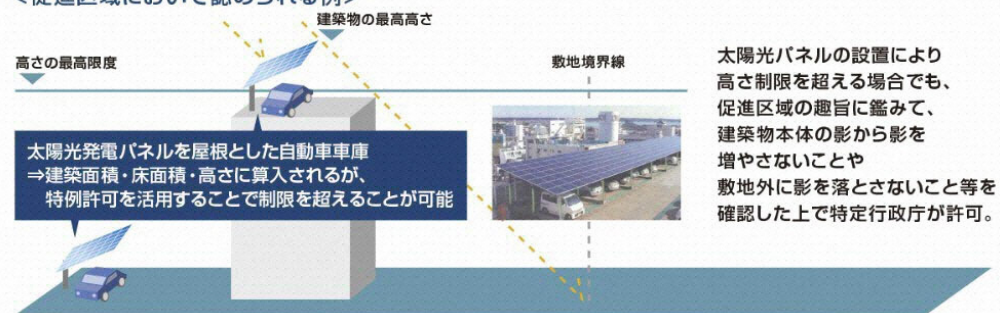 <促進区域において認められる例>
建築物の最高高さ
高さの最高限度
敷地境界線
太陽光発電パネルを屋根とした自動車車庫
⇒建築面積・床面積・高さに算入されるが、
特例許可を活用することで制限を超えることが可能
太陽光パネルの設置により
高さ制限を超える場合でも、
促進区域の趣旨に鑑みて、
建築物本体の影から影を
増やさないことや
敷地外に影を落とさないこと等を
確認した上で特定行政庁が許可。